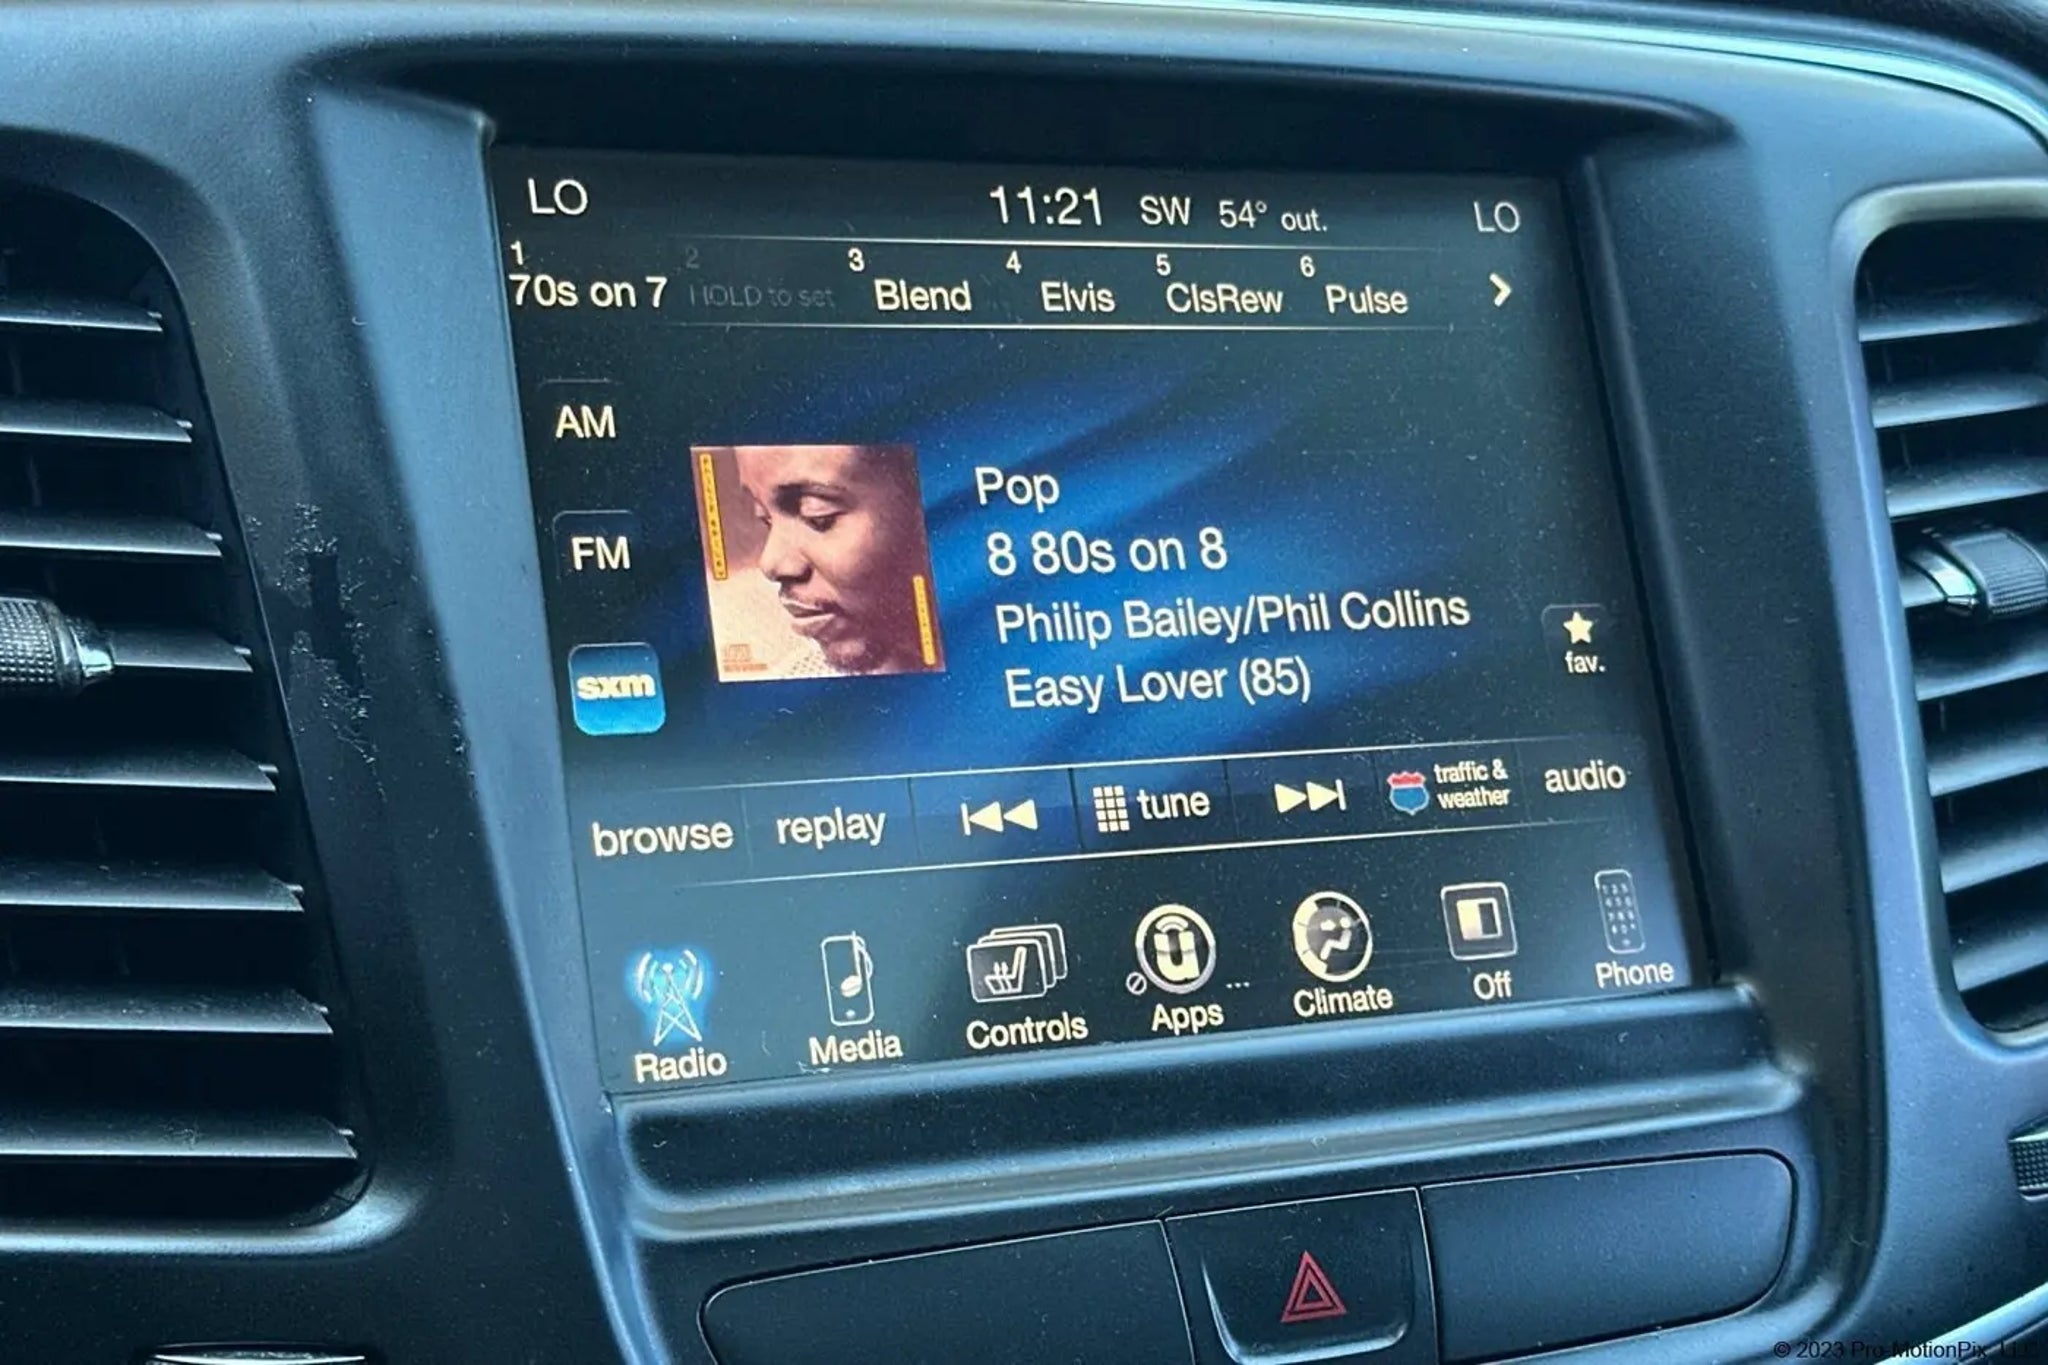 LO 11:21 SW 54° out. LO
1 2 3 4 5 6
70s on 7 HOLD to set Blend Elvis ClsRew Pulse
AM
Pop
FM
8 80s on 8
Philip Bailey/Phil Collins
fav.
sxm
Easy Lover (85)
browse replay tune traffic & weather audio
Radio Media Controls Apps ... Climate Off Phone
© 2023 Pro-MotionPix, LLC